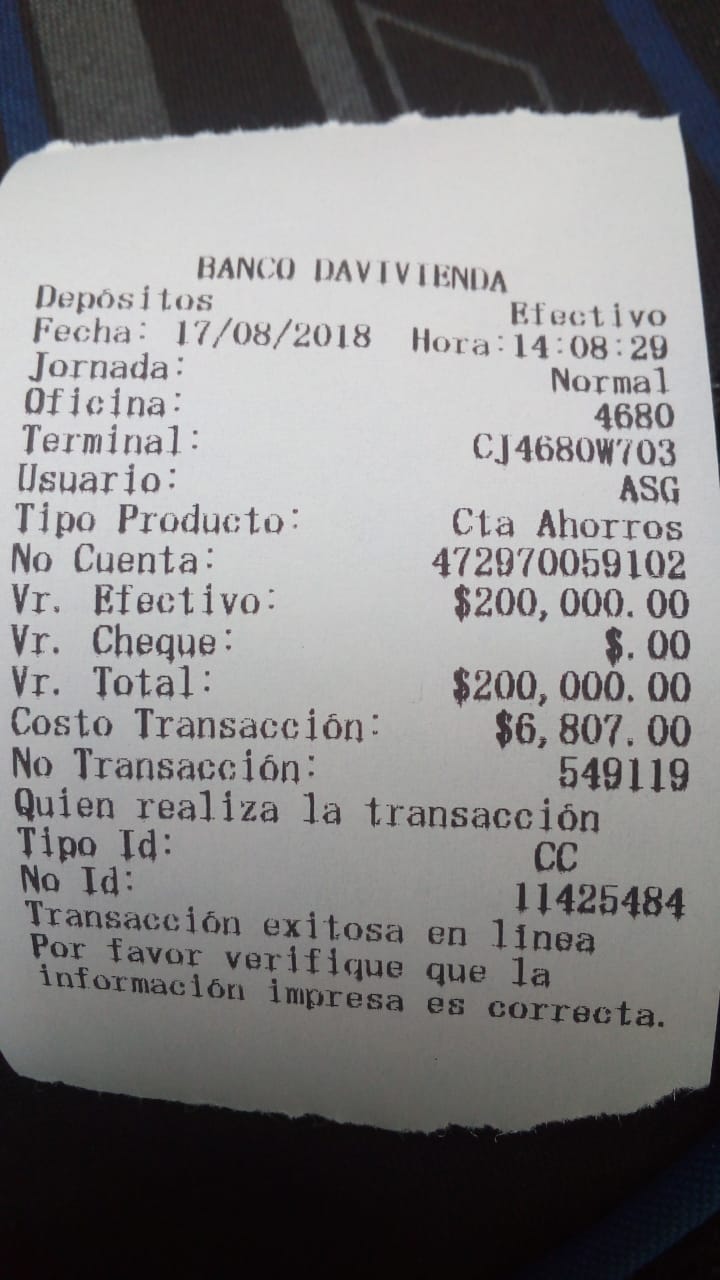 BANCO DAVIVIENDA
Depósitos Efectivo
Fecha: 17/08/2018 Hora:14:08:29
Jornada: Normal
Oficina: 4680
Terminal: CJ4680W703
Usuario: ASG
Tipo Producto: Cta Ahorros
No Cuenta: 472970059102
Vr. Efectivo: $200,000.00
Vr. Cheque: $.00
Vr. Total: $200,000.00
Costo Transacción: $6,807.00
No Transacción: 549119
Quien realiza la transacción
Tipo Id: CC
No Id: 11425484
Transacción exitosa en línea
Por favor verifique que la
información impresa es correcta.